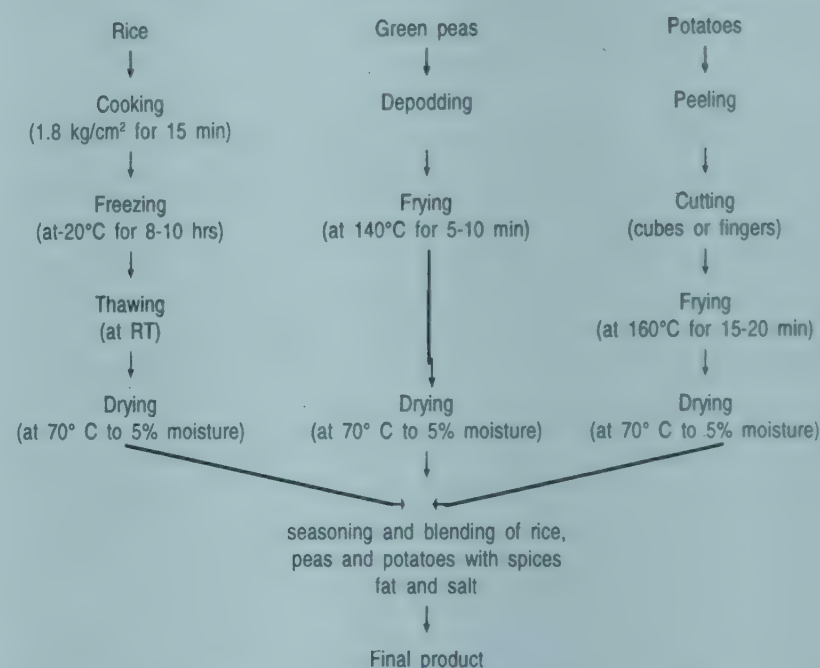 Rice
Cooking
(1.8 kg/cm² for 15 min)
Freezing
(at-20°C for 8-10 hrs)
Thawing
(at RT)
Drying
(at 70° C to 5% moisture)
Green peas
Depodding
Frying
(at 140°C for 5-10 min)
Drying
(at 70° C to 5% moisture)
Potatoes
Peeling
Cutting
(cubes or fingers)
Frying
(at 160°C for 15-20 min)
Drying
(at 70° C to 5% moisture)
seasoning and blending of rice,
peas and potatoes with spices
fat and salt
Final product